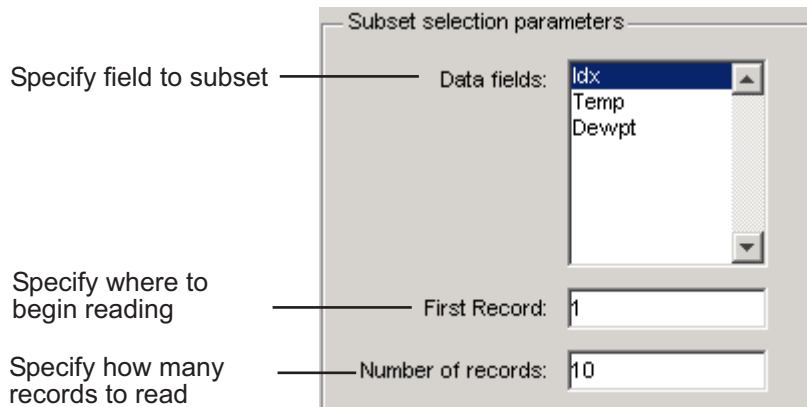 Subset selection parameters
Specify field to subset
Data fields:
Idx
Temp
Dewpt
Specify where to
begin reading
First Record:
1
Specify how many
records to read
Number of records:
10